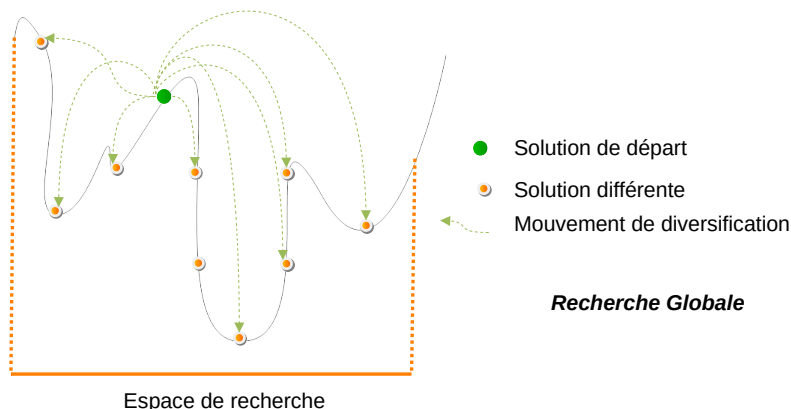 Solution de départ
Solution différente
Mouvement de diversification
Recherche Globale
Espace de recherche